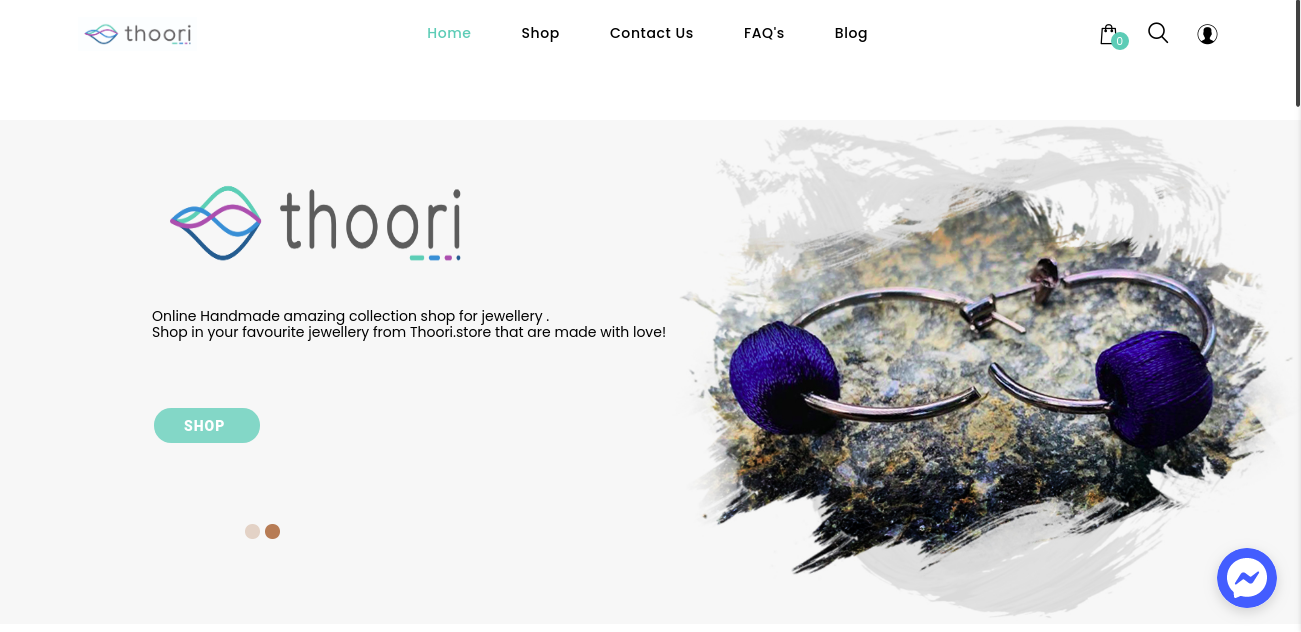 thoori
Home Shop Contact Us FAQ's Blog
0
thoori
Online Handmade amazing collection shop for jewellery .
Shop in your favourite jewellery from Thoori.store that are made with love!
SHOP